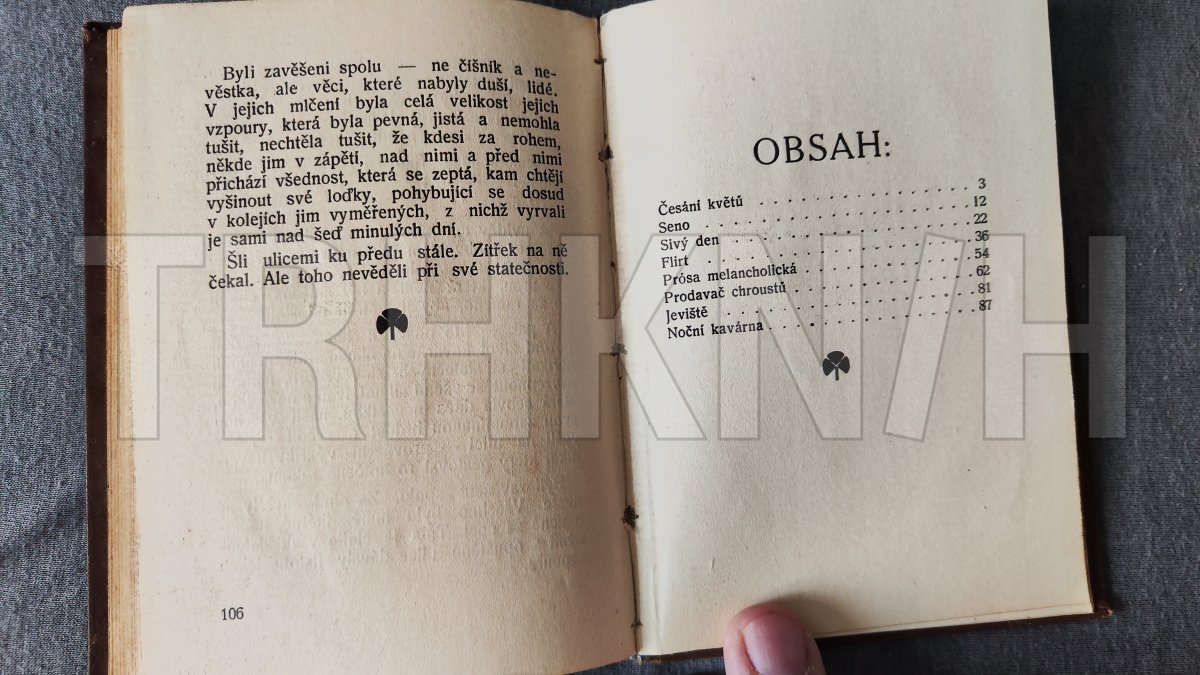 Byli zavěšeni spolu — ne číšník a ne-
věstka, ale věci, které nabyly duší, lidé.
V jejich mlčení byla celá velikost jejich
vzpoury, která byla pevná, jistá a nemohla
tušit, nechtěla tušit, že kdesi za rohem,
někde jim v zápětí, nad nimi a před nimi
přichází všednost, která se zeptá, kam chtějí
vyšinout své loďky, pohybující se dosud
v kolejích jim vyměřených, z nichž vyrvali
je sami nad šeď minulých dní.
Šli ulicemi ku předu stále. Zítřek na ně
čekal. Ale toho nevěděli při své statečnosti.
106
OBSAH:
Česání květů . . . . . . . . . . . . . . 3
Seno . . . . . . . . . . . . . . . . . 12
Sivý den . . . . . . . . . . . . . . . 22
Flirt . . . . . . . . . . . . . . . . . 36
Prósa melancholická . . . . . . . . . . 54
Prodavač chroustů . . . . . . . . . . . 62
Jeviště . . . . . . . . . . . . . . . . 81
Noční kavárna . . . . . . . . . . . . . 87
TRHKNIH